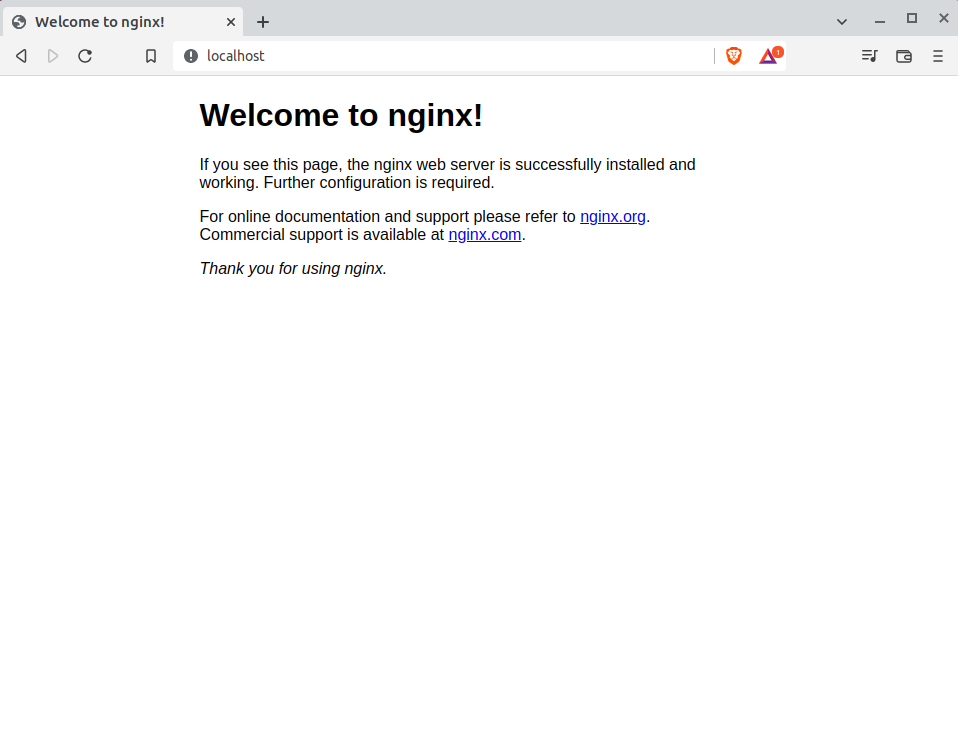 Welcome to nginx!
localhost
1
Welcome to nginx!
If you see this page, the nginx web server is successfully installed and
working. Further configuration is required.
For online documentation and support please refer to nginx.org.
Commercial support is available at nginx.com.
Thank you for using nginx.